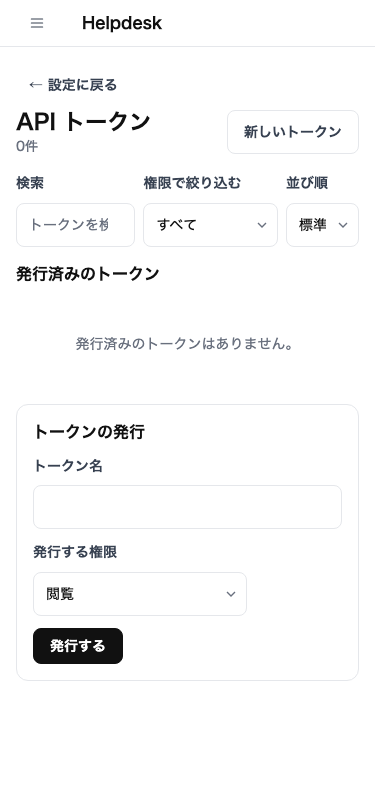 Helpdesk
← 設定に戻る
API トークン
0件
新しいトークン
検索
権限で絞り込む
並び順
トークンを検
すべて
標準
発行済みのトークン
発行済みのトークンはありません。
トークンの発行
トークン名
発行する権限
閲覧
発行する